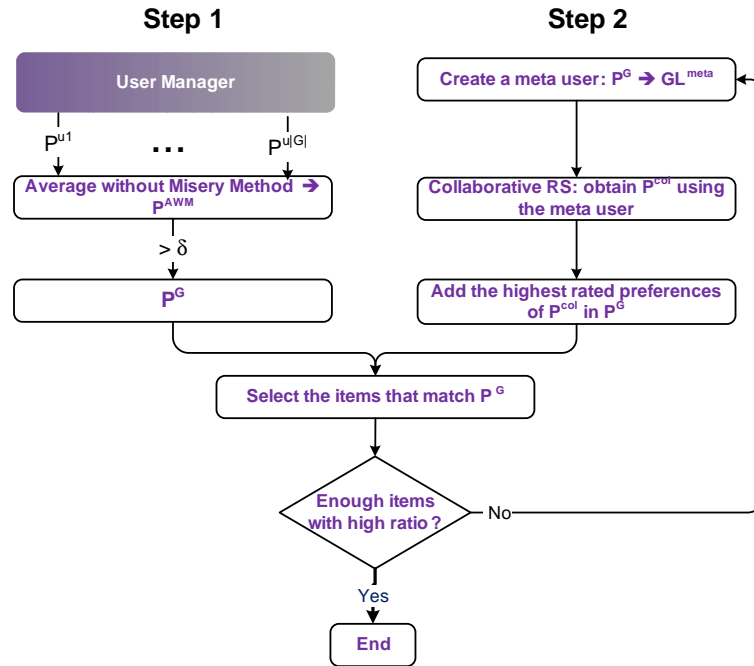 Step 1
User Manager
P^u1
...
P^u|G|
Average without Misery Method ➔
P^AWM
> δ
P^G
Step 2
Create a meta user: P^G ➔ GL^meta
Collaborative RS: obtain P^col using
the meta user
Add the highest rated preferences
of P^col in P^G
Select the items that match P^G
Enough items
with high ratio?
No
Yes
End